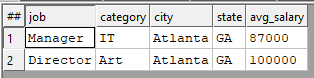 ## job category city state avg_salary
1 Manager IT Atlanta GA 87000
2 Director Art Atlanta GA 100000